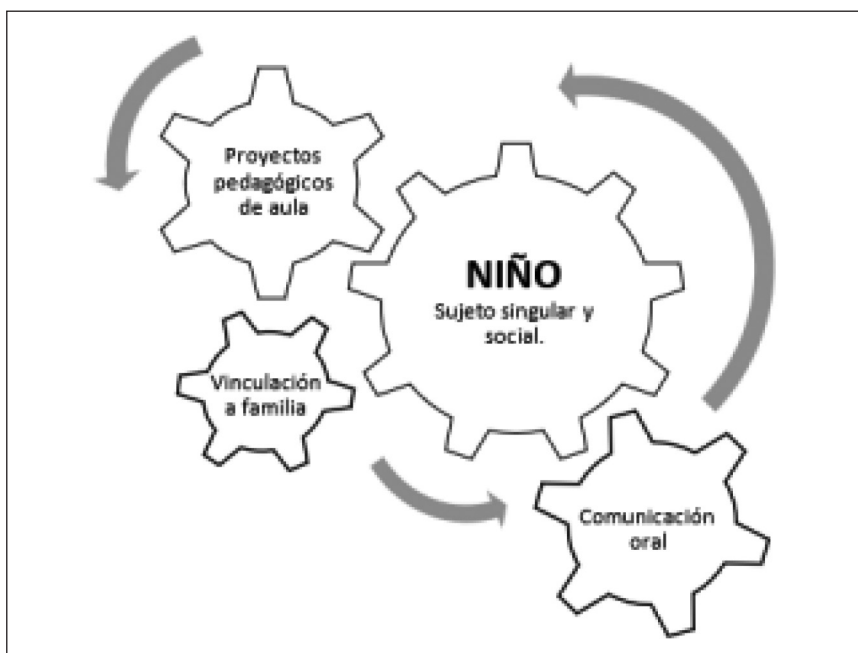 Proyectos
pedagógicos
de aula
NIÑO
Sujeto singular y
social.
Vinculación
a familia
Comunicación
oral